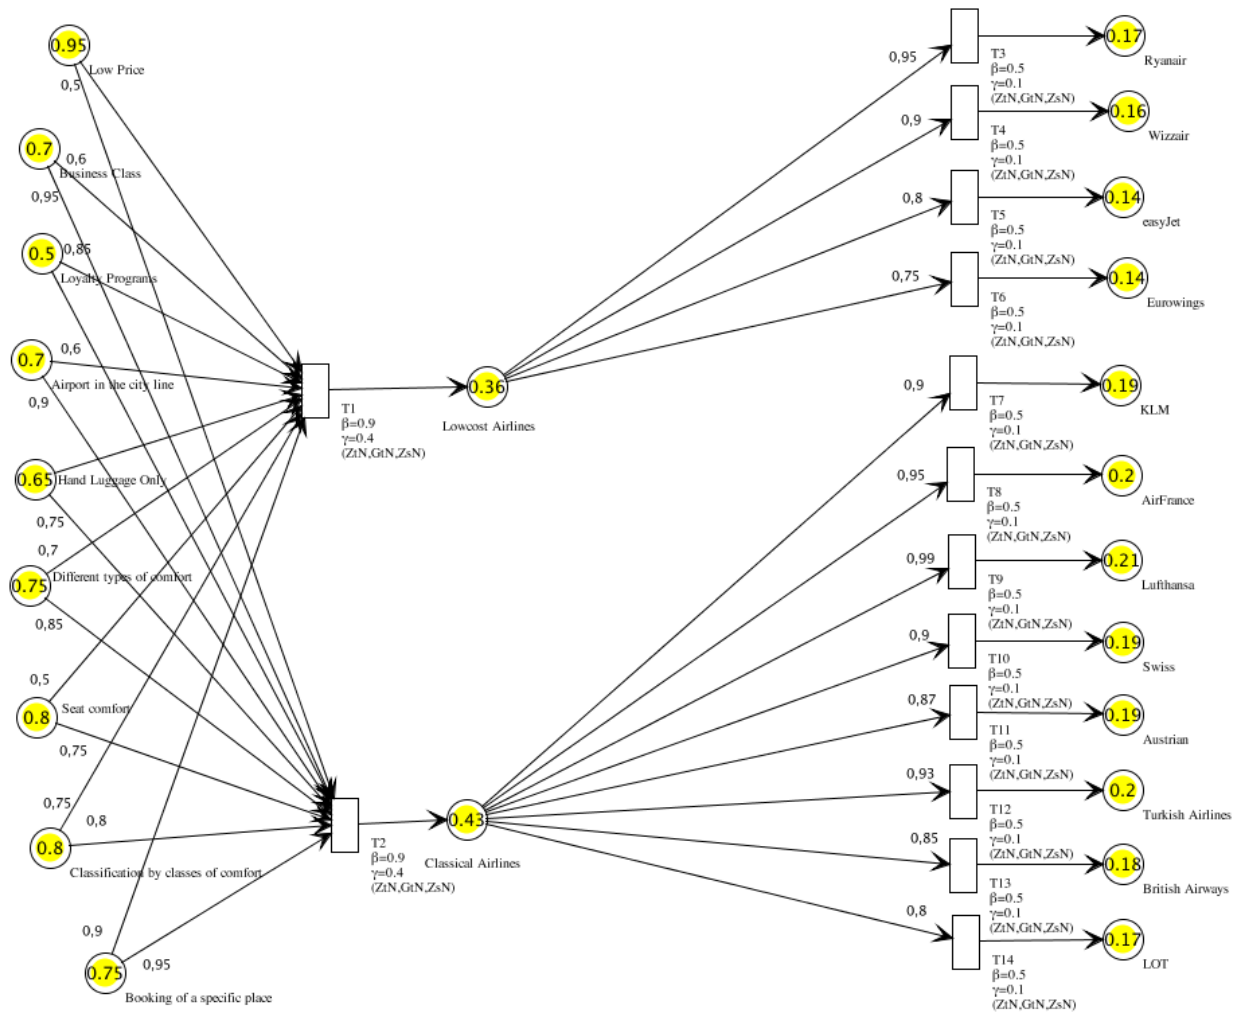 0.95
Low Price
0,5
0.7
0,6
Business Class
0,95
0.5
0,85
Loyalty Programs
0.7
0,6
Airport in the city line
0,9
0.65
Hand Luggage Only
0,75
0,7
0.75
Different types of comfort
0,85
0,5
0.8
Seat comfort
0,75
0,75
0.8
0,8
Classification by classes of comfort
0,9
0.75
0,95
Booking of a specific place
T1
β=0.9
γ=0.4
(ZtN,GtN,ZsN)
0.36
Lowcost Airlines
T2
β=0.9
γ=0.4
(ZtN,GtN,ZsN)
0.43
Classical Airlines
0,95
T3
β=0.5
γ=0.1
(ZtN,GtN,ZsN)
0.17
Ryanair
0,9
T4
β=0.5
γ=0.1
(ZtN,GtN,ZsN)
0.16
Wizzair
0,8
T5
β=0.5
γ=0.1
(ZtN,GtN,ZsN)
0.14
easyJet
0,75
T6
β=0.5
γ=0.1
(ZtN,GtN,ZsN)
0.14
Eurowings
0,9
T7
β=0.5
γ=0.1
(ZtN,GtN,ZsN)
0.19
KLM
0,95
T8
β=0.5
γ=0.1
(ZtN,GtN,ZsN)
0.2
AirFrance
0,99
T9
β=0.5
γ=0.1
(ZtN,GtN,ZsN)
0.21
Lufthansa
0,9
T10
β=0.5
γ=0.1
(ZtN,GtN,ZsN)
0.19
Swiss
0,87
T11
β=0.5
γ=0.1
(ZtN,GtN,ZsN)
0.19
Austrian
0,93
T12
β=0.5
γ=0.1
(ZtN,GtN,ZsN)
0.2
Turkish Airlines
0,85
T13
β=0.5
γ=0.1
(ZtN,GtN,ZsN)
0.18
British Airways
0,8
T14
β=0.5
γ=0.1
(ZtN,GtN,ZsN)
0.17
LOT